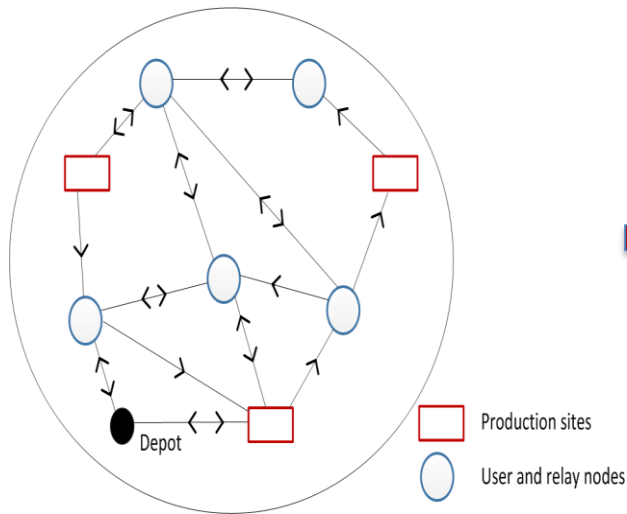 Depot
Production sites
User and relay nodes